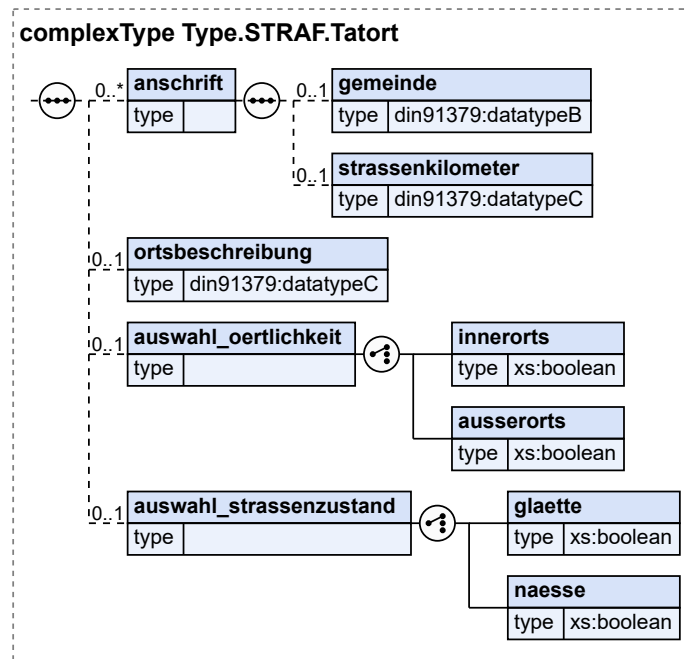 complexType Type.STRAF.Tatort
0..* anschrift
type
0..1 gemeinde
type din91379:datatypeB
0..1 strassenkilometer
type din91379:datatypeC
0..1 ortsbeschreibung
type din91379:datatypeC
0..1 auswahl_oertlichkeit
type
innerorts
type xs:boolean
ausserorts
type xs:boolean
0..1 auswahl_strassenzustand
type
glaette
type xs:boolean
naesse
type xs:boolean